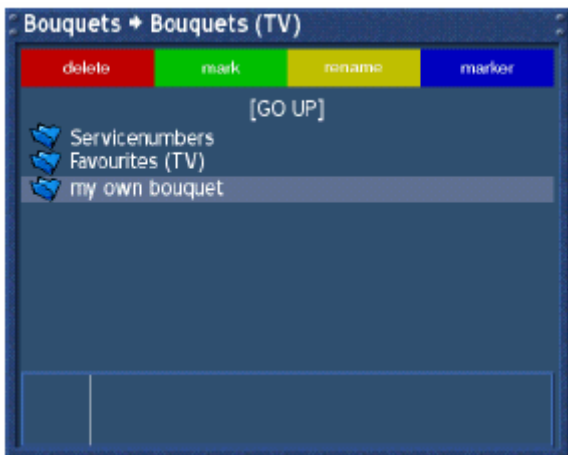 Bouquets → Bouquets (TV)
delete mark rename marker
[GO UP]
Servicenumbers
Favourites (TV)
my own bouquet